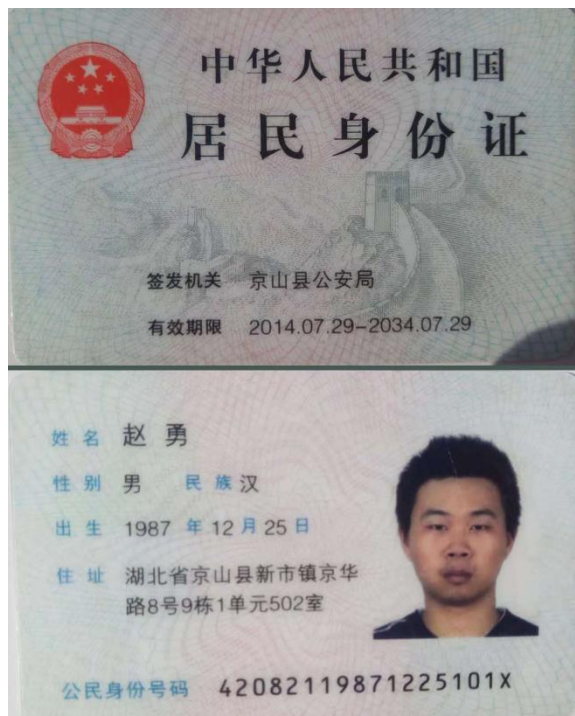 中华人民共和国
居民身份证
签发机关 京山县公安局
有效期限 2014.07.29-2034.07.29
姓名 赵勇
性别 男 民族 汉
出生 1987 年 12 月 25 日
住址 湖北省京山县新市镇京华
路8号9栋1单元502室
公民身份号码 42082119871225101X